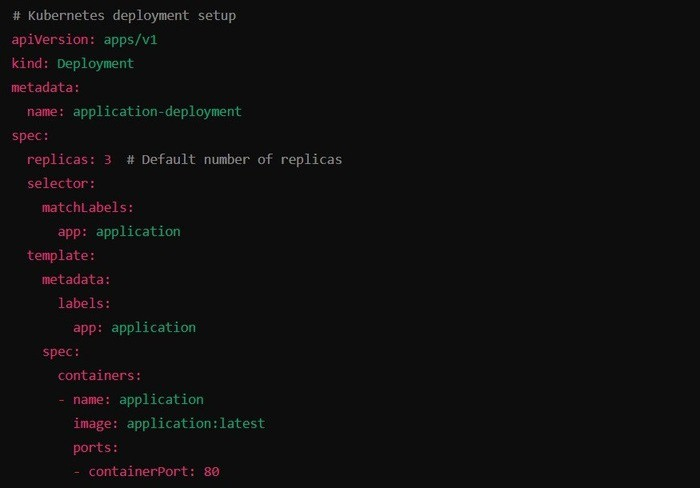 # Kubernetes deployment setup
apiVersion: apps/v1
kind: Deployment
metadata:
  name: application-deployment
spec:
  replicas: 3  # Default number of replicas
  selector:
    matchLabels:
      app: application
  template:
    metadata:
      labels:
        app: application
    spec:
      containers:
      - name: application
        image: application:latest
        ports:
        - containerPort: 80